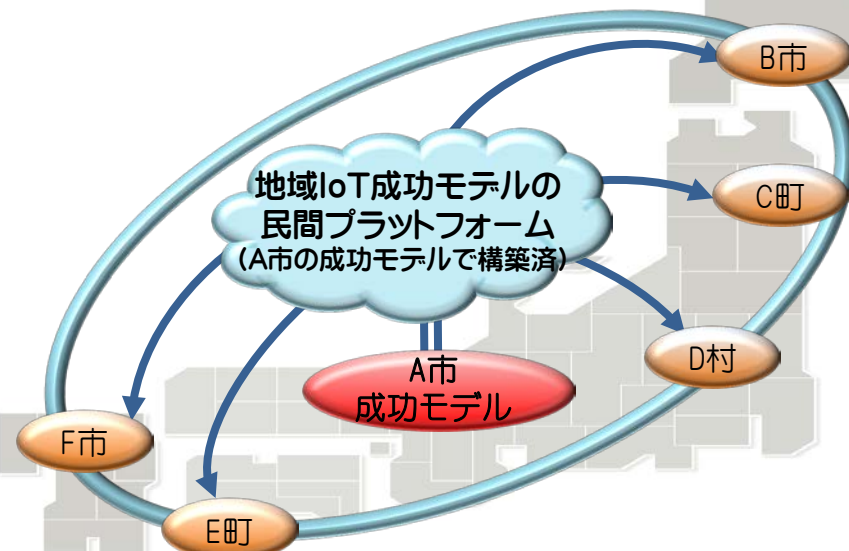 B市
地域IoT成功モデルの
民間プラットフォーム
（A市の成功モデルで構築済）
C町
D村
A市
成功モデル
F市
E町